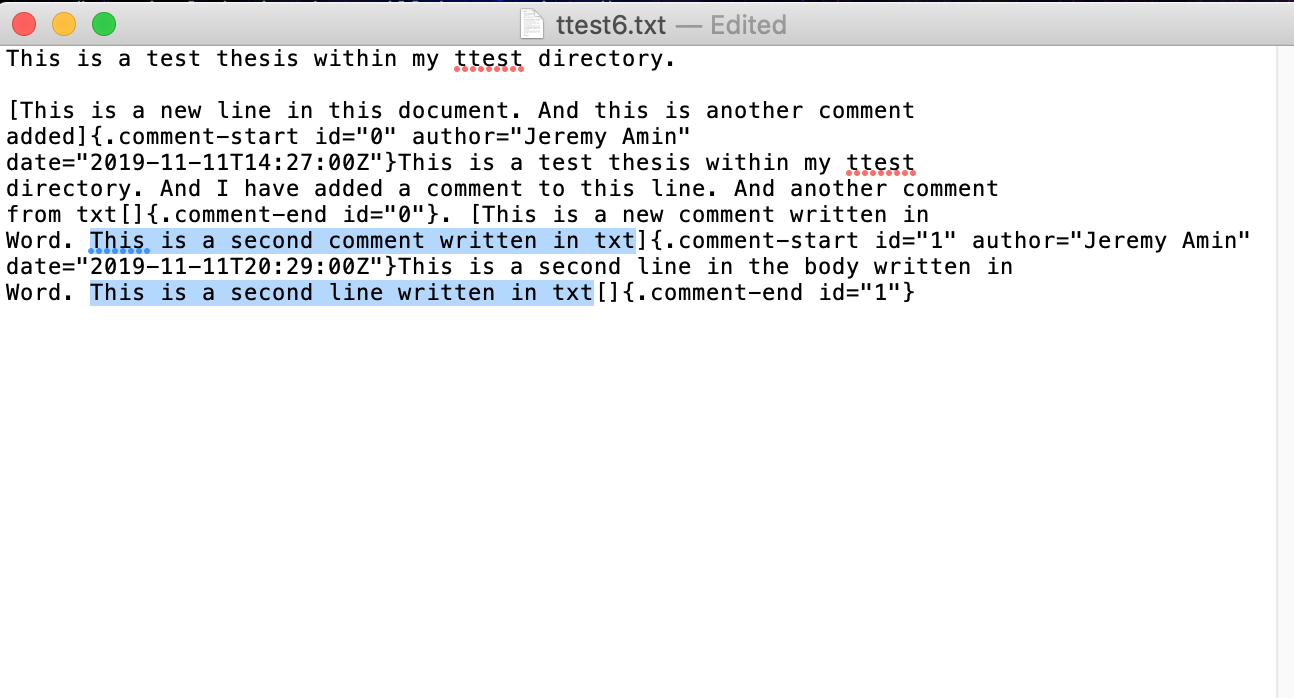 ttest6.txt — Edited
This is a test thesis within my ttest directory.
[This is a new line in this document. And this is another comment
added]{.comment-start id="0" author="Jeremy Amin"
date="2019-11-11T14:27:00Z"}This is a test thesis within my ttest
directory. And I have added a comment to this line. And another comment
from txt[]{.comment-end id="0"}. [This is a new comment written in
Word. This is a second comment written in txt]{.comment-start id="1" author="Jeremy Amin"
date="2019-11-11T20:29:00Z"}This is a second line in the body written in
Word. This is a second line written in txt[]{.comment-end id="1"}